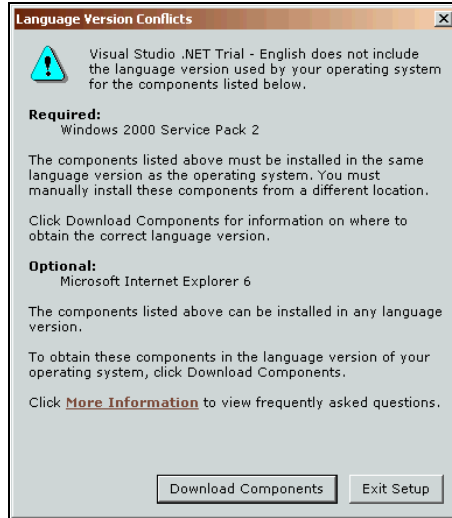 Language Version Conflicts
Visual Studio .NET Trial - English does not include
the language version used by your operating system
for the components listed below.
Required:
Windows 2000 Service Pack 2
The components listed above must be installed in the same
language version as the operating system. You must
manually install these components from a different location.
Click Download Components for information on where to
obtain the correct language version.
Optional:
Microsoft Internet Explorer 6
The components listed above can be installed in any language
version.
To obtain these components in the language version of your
operating system, click Download Components.
Click More Information to view frequently asked questions.
Download Components
Exit Setup